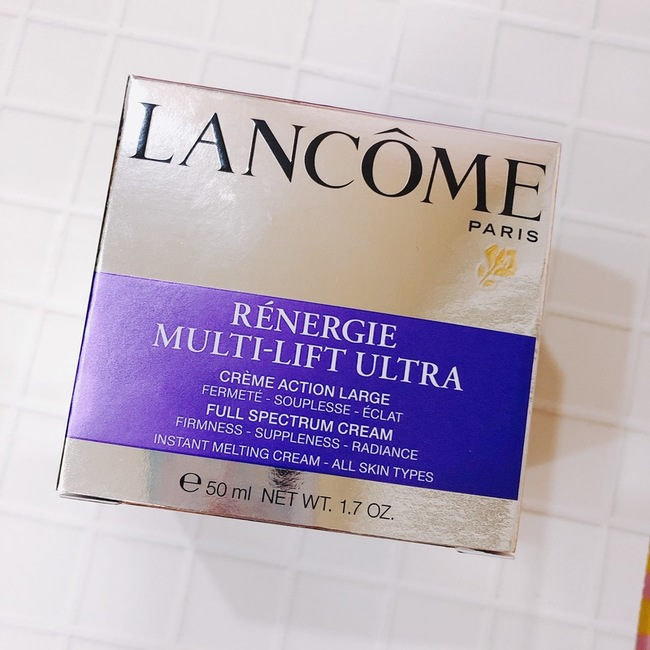 LANCÔME
PARIS
RÉNERGIE
MULTI-LIFT ULTRA
CRÈME ACTION LARGE
FERMETÉ - SOUPLESSE - ÉCLAT
FULL SPECTRUM CREAM
FIRMNESS - SUPPLENESS - RADIANCE
INSTANT MELTING CREAM - ALL SKIN TYPES
℮ 50 ml NET WT. 1.7 OZ.